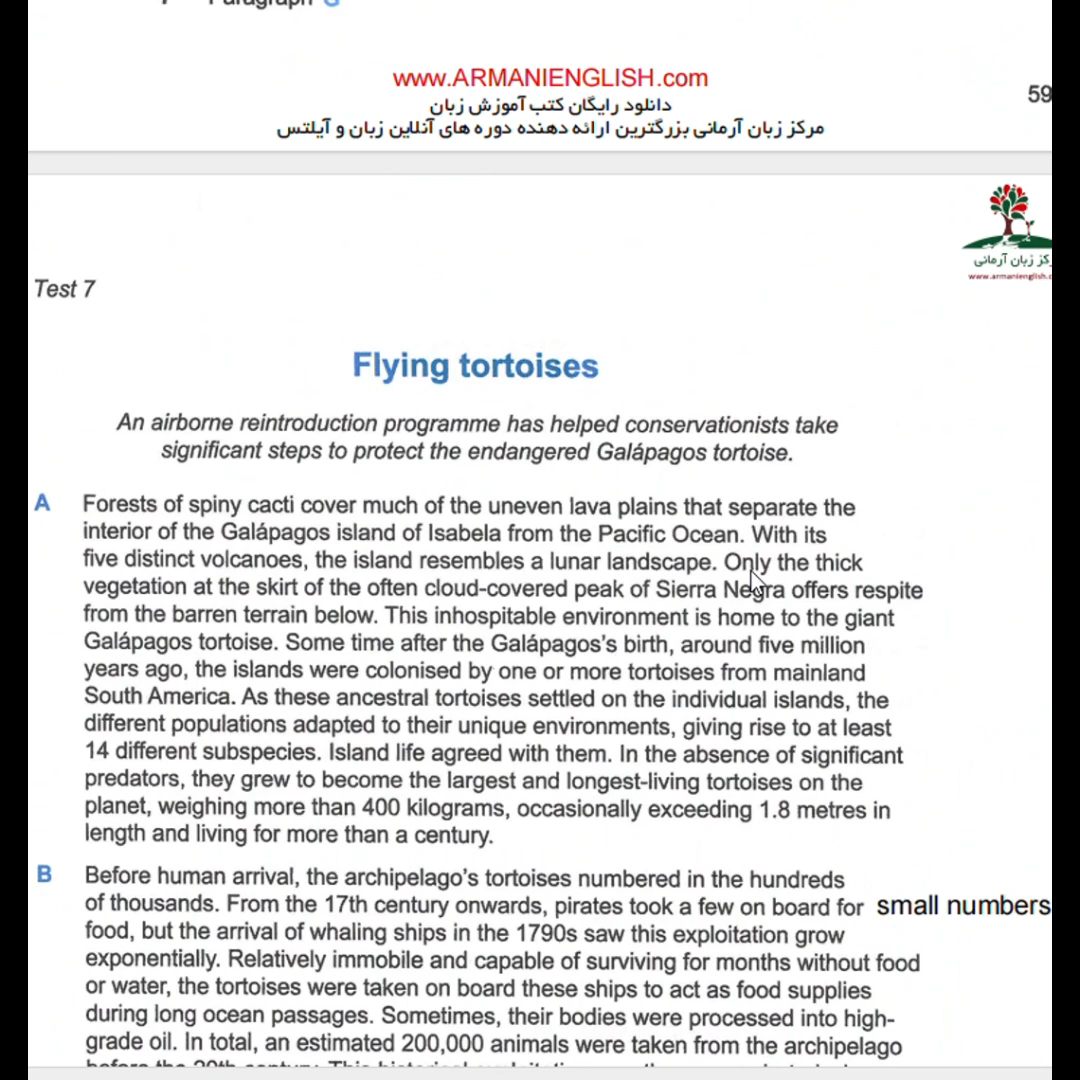 Paragraph G
www.ARMANIENGLISH.com
دانلود رایگان کتب آموزش زبان
مرکز زبان آرمانی بزرگترین ارائه دهنده دوره های آنلاین زبان و آیلتس
59
زبان آرمانی
www.armanienglish.c
Test 7
Flying tortoises
An airborne reintroduction programme has helped conservationists take
significant steps to protect the endangered Galápagos tortoise.
A Forests of spiny cacti cover much of the uneven lava plains that separate the
interior of the Galápagos island of Isabela from the Pacific Ocean. With its
five distinct volcanoes, the island resembles a lunar landscape. Only the thick
vegetation at the skirt of the often cloud-covered peak of Sierra Negra offers respite
from the barren terrain below. This inhospitable environment is home to the giant
Galápagos tortoise. Some time after the Galápagos's birth, around five million
years ago, the islands were colonised by one or more tortoises from mainland
South America. As these ancestral tortoises settled on the individual islands, the
different populations adapted to their unique environments, giving rise to at least
14 different subspecies. Island life agreed with them. In the absence of significant
predators, they grew to become the largest and longest-living tortoises on the
planet, weighing more than 400 kilograms, occasionally exceeding 1.8 metres in
length and living for more than a century.
B Before human arrival, the archipelago's tortoises numbered in the hundreds
of thousands. From the 17th century onwards, pirates took a few on board for small numbers
food, but the arrival of whaling ships in the 1790s saw this exploitation grow
exponentially. Relatively immobile and capable of surviving for months without food
or water, the tortoises were taken on board these ships to act as food supplies
during long ocean passages. Sometimes, their bodies were processed into high-
grade oil. In total, an estimated 200,000 animals were taken from the archipelago